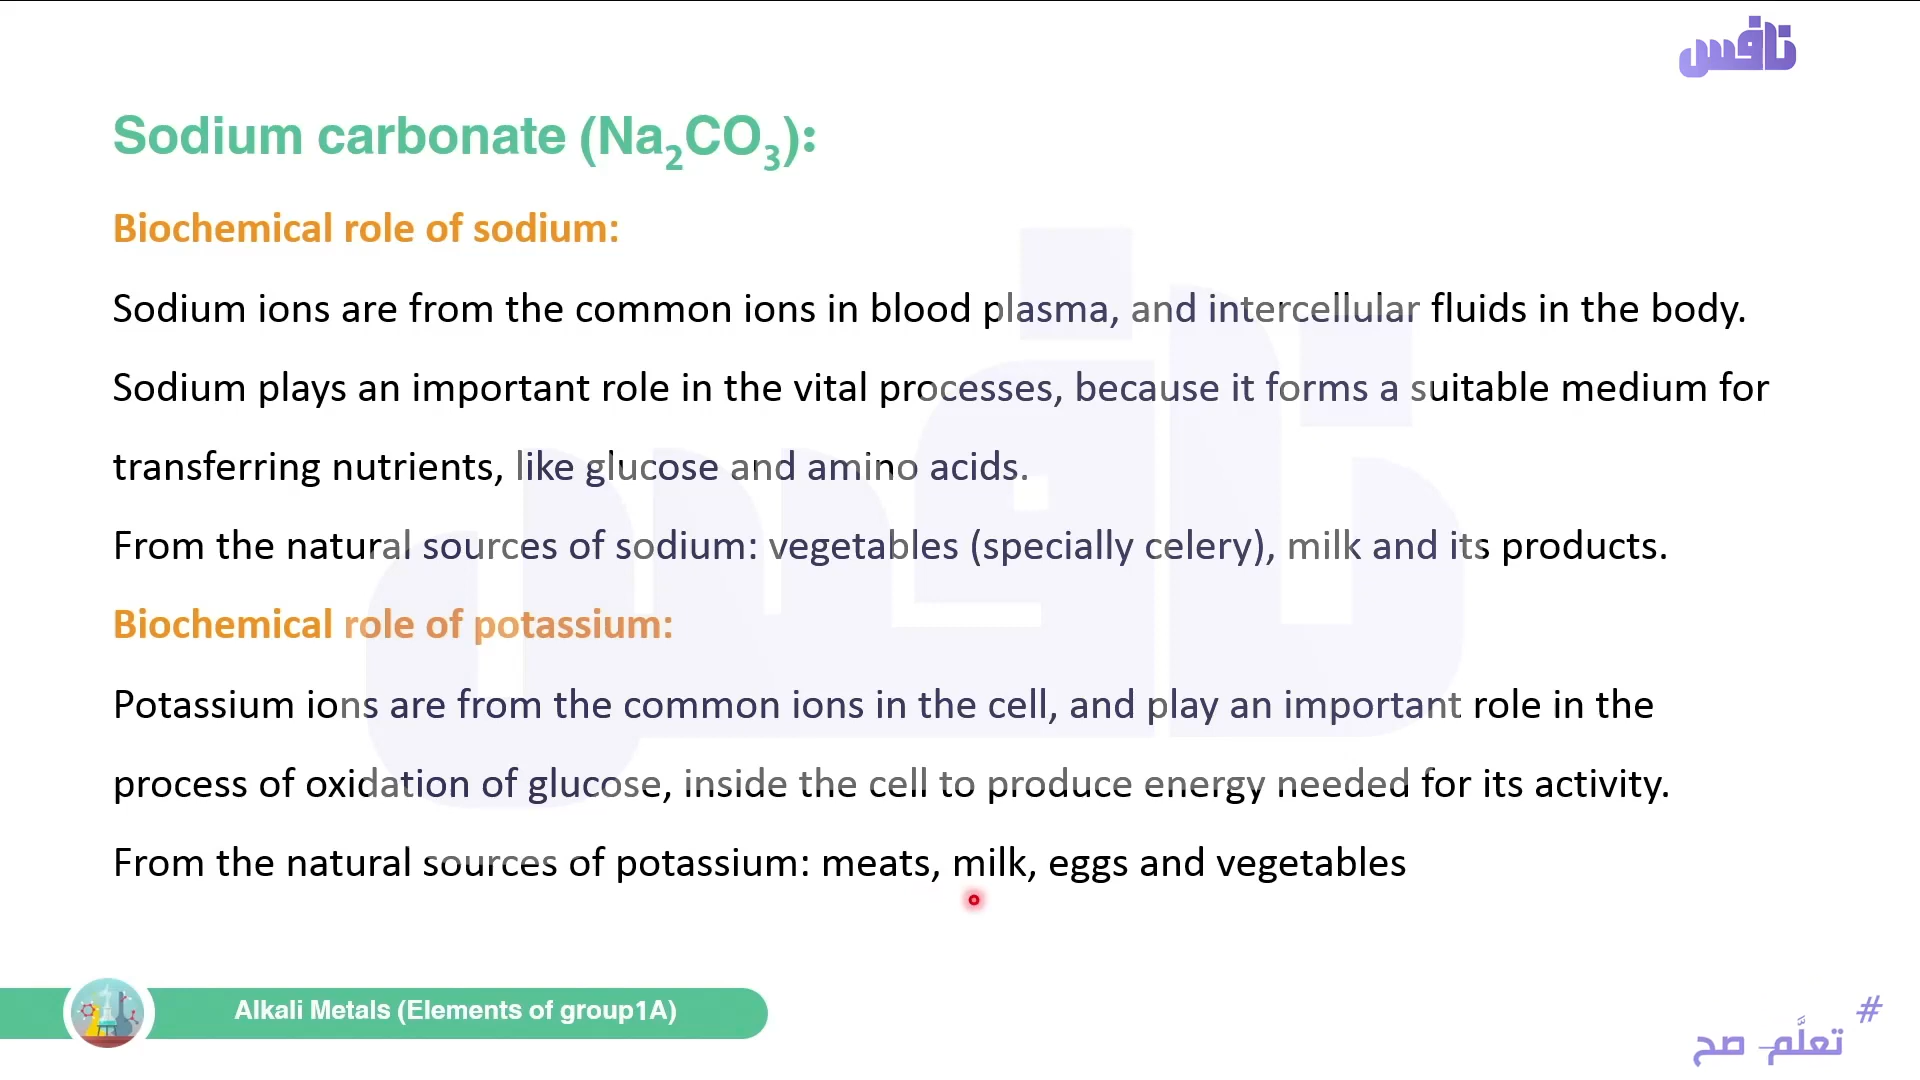 نافس
Sodium carbonate (Na₂CO₃):
Biochemical role of sodium:
Sodium ions are from the common ions in blood plasma, and intercellular fluids in the body.
Sodium plays an important role in the vital processes, because it forms a suitable medium for
transferring nutrients, like glucose and amino acids.
From the natural sources of sodium: vegetables (specially celery), milk and its products.
Biochemical role of potassium:
Potassium ions are from the common ions in the cell, and play an important role in the
process of oxidation of glucose, inside the cell to produce energy needed for its activity.
From the natural sources of potassium: meats, milk, eggs and vegetables
Alkali Metals (Elements of group1A)
#تعلَّم_صح